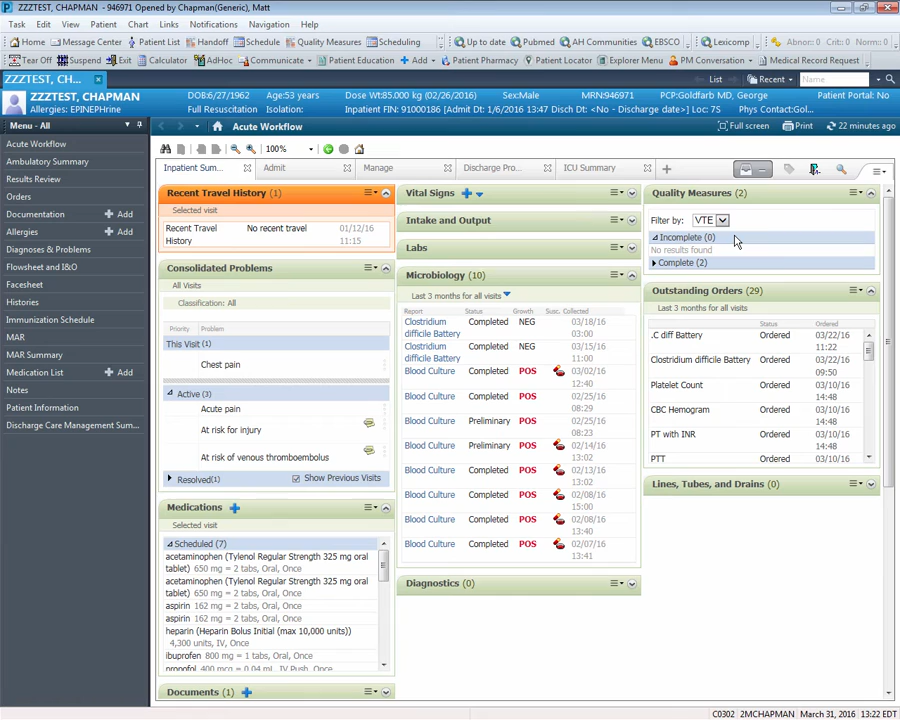 ZZZTEST, CHAPMAN - 946971 Opened by Chapman(Generic), Matt
Task Edit View Patient Chart Links Notifications Navigation Help
Home Message Center Patient List Handoff Schedule Quality Measures Scheduling Up to date Pubmed AH Communities EBSCO Lexicomp Abnor: 0 Crit: 0 Norm: 0
Tear Off Suspend Exit Calculator AdHoc Communicate Patient Education Add Patient Pharmacy Patient Locator Explorer Menu PM Conversation Medical Record Request
ZZZTEST, CH... List Recent Name
ZZZTEST, CHAPMAN DOB:6/27/1962 Age:53 years Dose Wt:85.000 kg (02/26/2016) Sex:Male MRN:946971 PCP:Goldfarb MD, George Patient Portal: No
Allergies: EPINEPHrine Full Resuscitation Isolation: Inpatient FIN: 91000186 [Admit Dt: 1/6/2016 13:47 Disch Dt: <No - Discharge date>] Loc: 7S Phys Contact:Gol...
Menu - All Acute Workflow Full screen Print 22 minutes ago
Acute Workflow
Ambulatory Summary
Results Review
Orders
Documentation Add
Allergies Add
Diagnoses & Problems
Flowsheet and I&O
Facesheet
Histories
Immunization Schedule
MAR
MAR Summary
Medication List Add
Notes
Patient Information
Discharge Care Management Sum...
100%
Inpatient Sum... Admit Manage Discharge Pro... ICU Summary
Recent Travel History (1)
Selected visit
Recent Travel History No recent travel 01/12/16 11:15
Consolidated Problems
All Visits
Classification: All
Priority Problem
This Visit (1)
Chest pain
Active (3)
Acute pain
At risk for injury
At risk of venous thromboembolus
Resolved(1) Show Previous Visits
Medications
Selected visit
Scheduled (7)
acetaminophen (Tylenol Regular Strength 325 mg oral
tablet) 650 mg = 2 tabs, Oral, Once
acetaminophen (Tylenol Regular Strength 325 mg oral
tablet) 650 mg = 2 tabs, Oral, Once
aspirin 162 mg = 2 tabs, Oral, Once
aspirin 162 mg = 2 tabs, Oral, Once
heparin (Heparin Bolus Initial (max 10,000 units))
4,300 units, IV, Once
ibuprofen 800 mg = 1 tabs, Oral, Once
propofol 400 mcg = 0.04 mL, IV Push, Once
Documents (1)
Vital Signs
Intake and Output
Labs
Microbiology (10)
Last 3 months for all visits
Report Status Growth Susc. Collected
Clostridium difficile Battery Completed NEG 03/18/16 03:00
Clostridium difficile Battery Completed NEG 03/15/16 11:00
Blood Culture Completed POS 03/02/16 12:40
Blood Culture Completed POS 02/25/16 08:29
Blood Culture Preliminary POS 02/25/16 08:23
Blood Culture Preliminary POS 02/14/16 13:02
Blood Culture Completed POS 02/13/16 13:02
Blood Culture Completed POS 02/08/16 15:00
Blood Culture Completed POS 02/08/16 13:40
Blood Culture Completed POS 02/07/16 13:41
Diagnostics (0)
Quality Measures (2)
Filter by: VTE
Incomplete (0)
No results found
Complete (2)
Outstanding Orders (29)
Last 3 months for all visits
Status Ordered
.C diff Battery Ordered 03/22/16 11:22
Clostridium difficile Battery Ordered 03/22/16 09:50
Platelet Count Ordered 03/10/16 14:48
CBC Hemogram Ordered 03/10/16 14:48
PT with INR Ordered 03/10/16 14:48
PTT Ordered 03/10/16
Lines, Tubes, and Drains (0)
C0302 2MCHAPMAN March 31, 2016 13:22 EDT